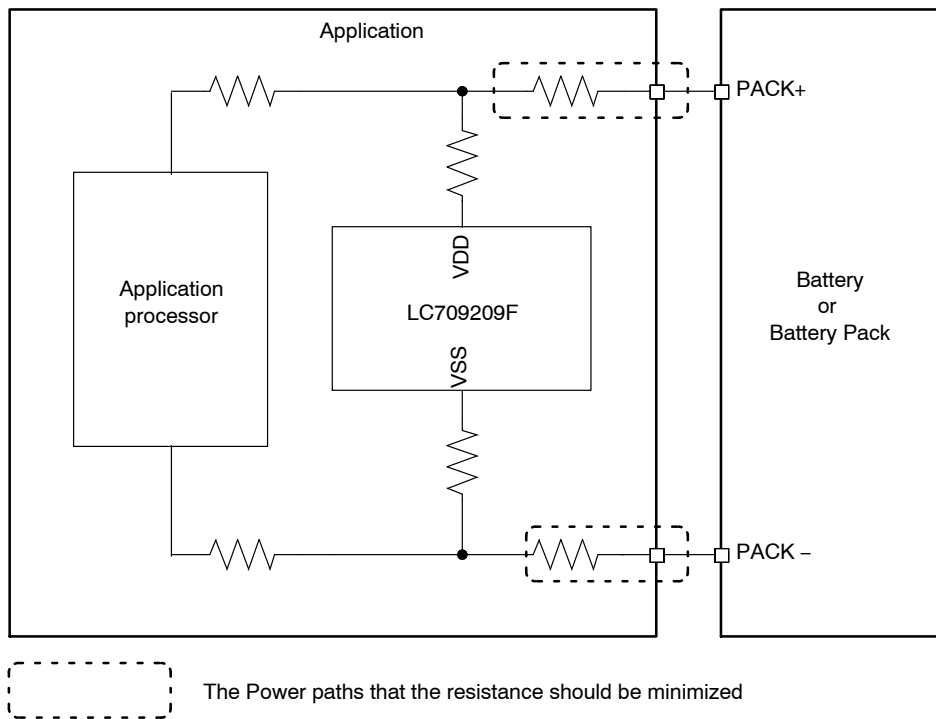 Application
PACK+
VDD
Application
processor
LC709209F
Battery
or
Battery Pack
VSS
PACK −
The Power paths that the resistance should be minimized